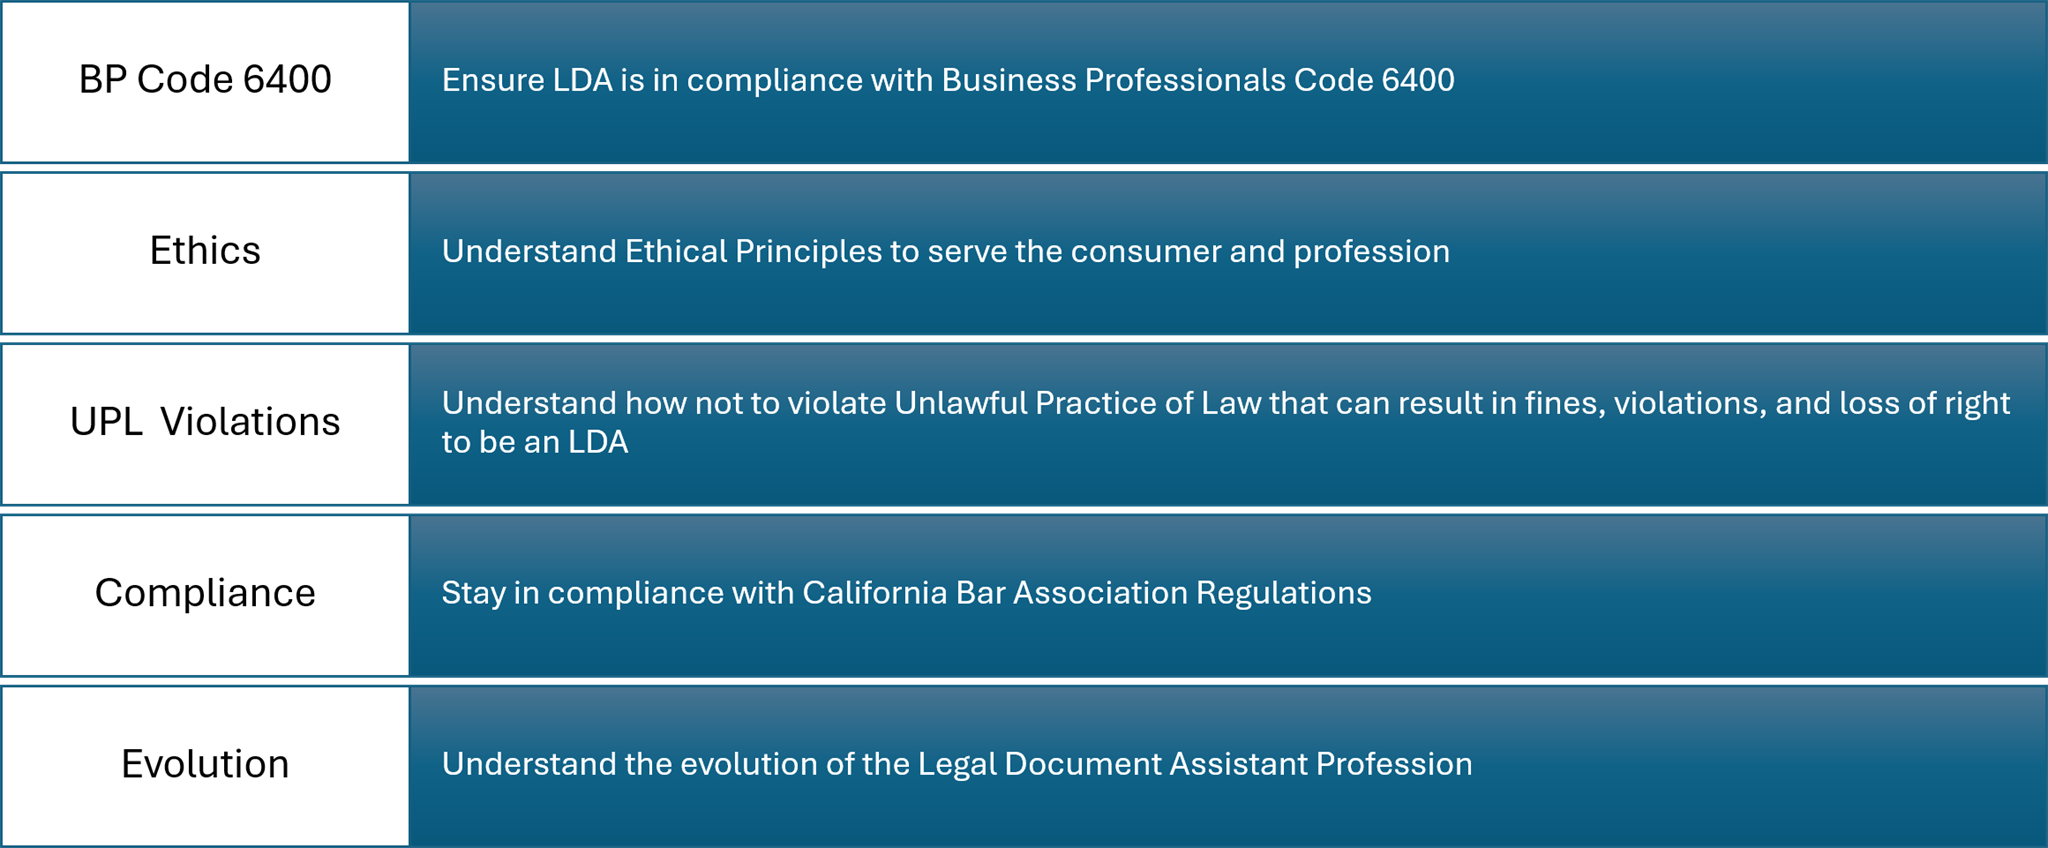 BP Code 6400
Ensure LDA is in compliance with Business Professionals Code 6400
Ethics
Understand Ethical Principles to serve the consumer and profession
UPL  Violations
Understand how not to violate Unlawful Practice of Law that can result in fines, violations, and loss of right
to be an LDA
Compliance
Stay in compliance with California Bar Association Regulations
Evolution
Understand the evolution of the Legal Document Assistant Profession